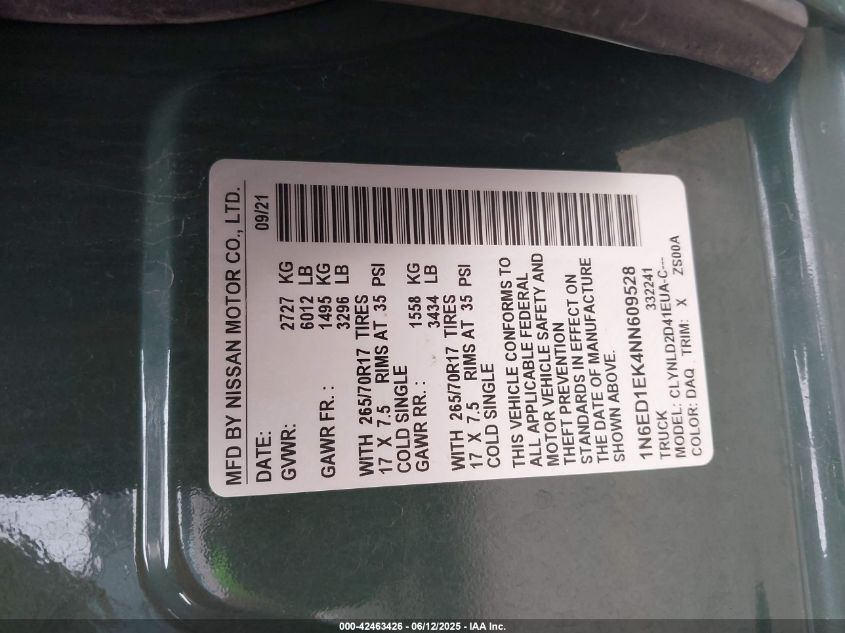 MFD BY NISSAN MOTOR CO., LTD.
DATE: 09/21
GVWR: 2727 KG
6012 LB
GAWR FR. : 1495 KG
3296 LB
WITH 265/70R17 TIRES
17 X 7.5 RIMS AT 35 PSI
COLD SINGLE
GAWR RR. : 1558 KG
3434 LB
WITH 265/70R17 TIRES
17 X 7.5 RIMS AT 35 PSI
COLD SINGLE
THIS VEHICLE CONFORMS TO
ALL APPLICABLE FEDERAL
MOTOR VEHICLE SAFETY AND
THEFT PREVENTION
STANDARDS IN EFFECT ON
THE DATE OF MANUFACTURE
SHOWN ABOVE.
1N6ED1EK4NN609528
TRUCK 332241
MODEL: CLYNLD2D41EUA-C---
COLOR: DAQ TRIM: X ZS00A
000-42463426 - 06/12/2025 - IAA Inc.